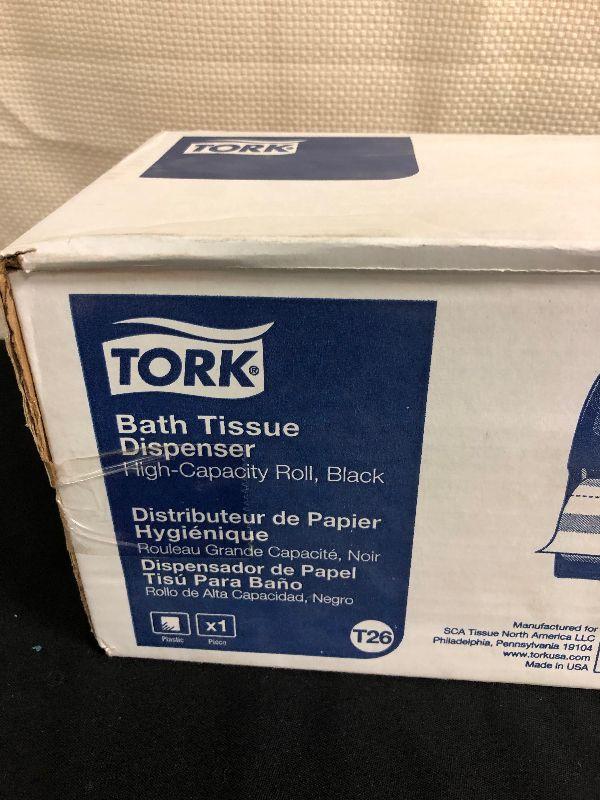 TORK
TORK®
Bath Tissue
Dispenser
High-Capacity Roll, Black
Distributeur de Papier
Hygiénique
Rouleau Grande Capacité, Noir
Dispensador de Papel
Tisú Para Baño
Rollo de Alta Capacidad, Negro
x1
Plastic
Piece
T26
Manufactured for
SCA Tissue North America LLC
Philadelphia, Pennsylvania 19104
www.torkusa.com
Made in USA